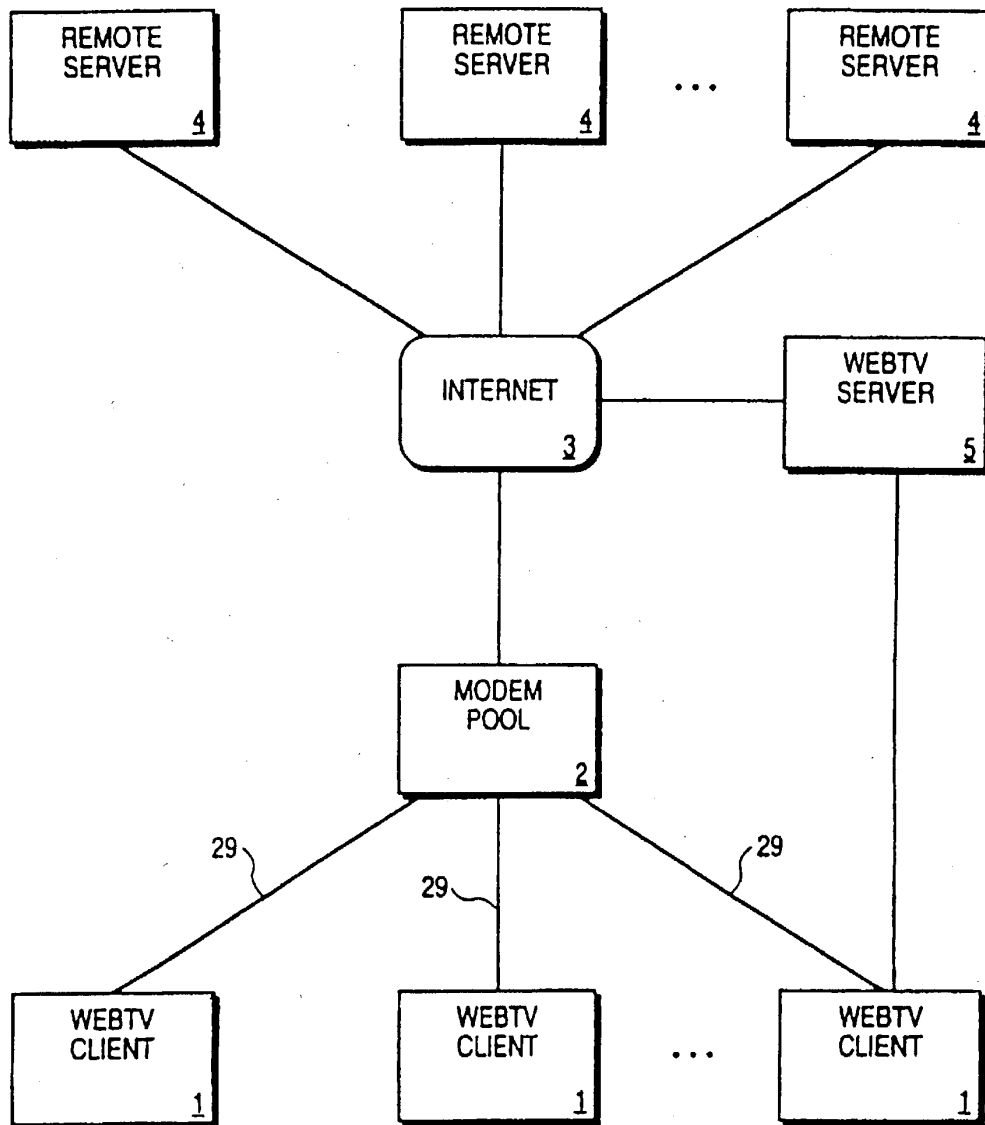 REMOTE
SERVER
4
REMOTE
SERVER
4
...
REMOTE
SERVER
4
INTERNET
3
WEBTV
SERVER
5
MODEM
POOL
2
29
29
29
WEBTV
CLIENT
1
WEBTV
CLIENT
1
...
WEBTV
CLIENT
1